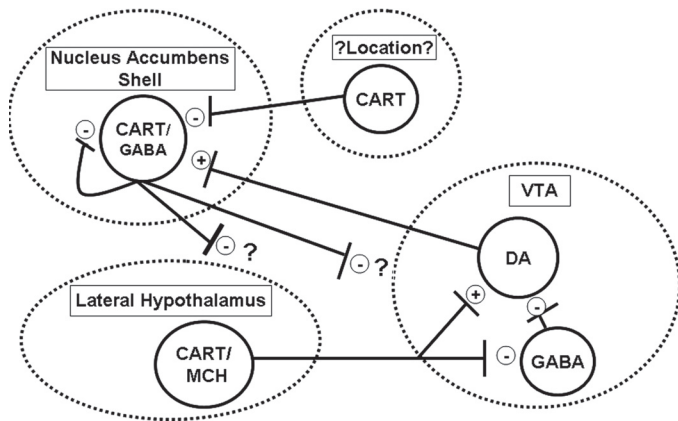 Nucleus Accumbens
Shell
?Location?
CART
-
-
CART/
GABA
+
VTA
DA
- ?
- ?
Lateral Hypothalamus
+
-
CART/
MCH
-
GABA